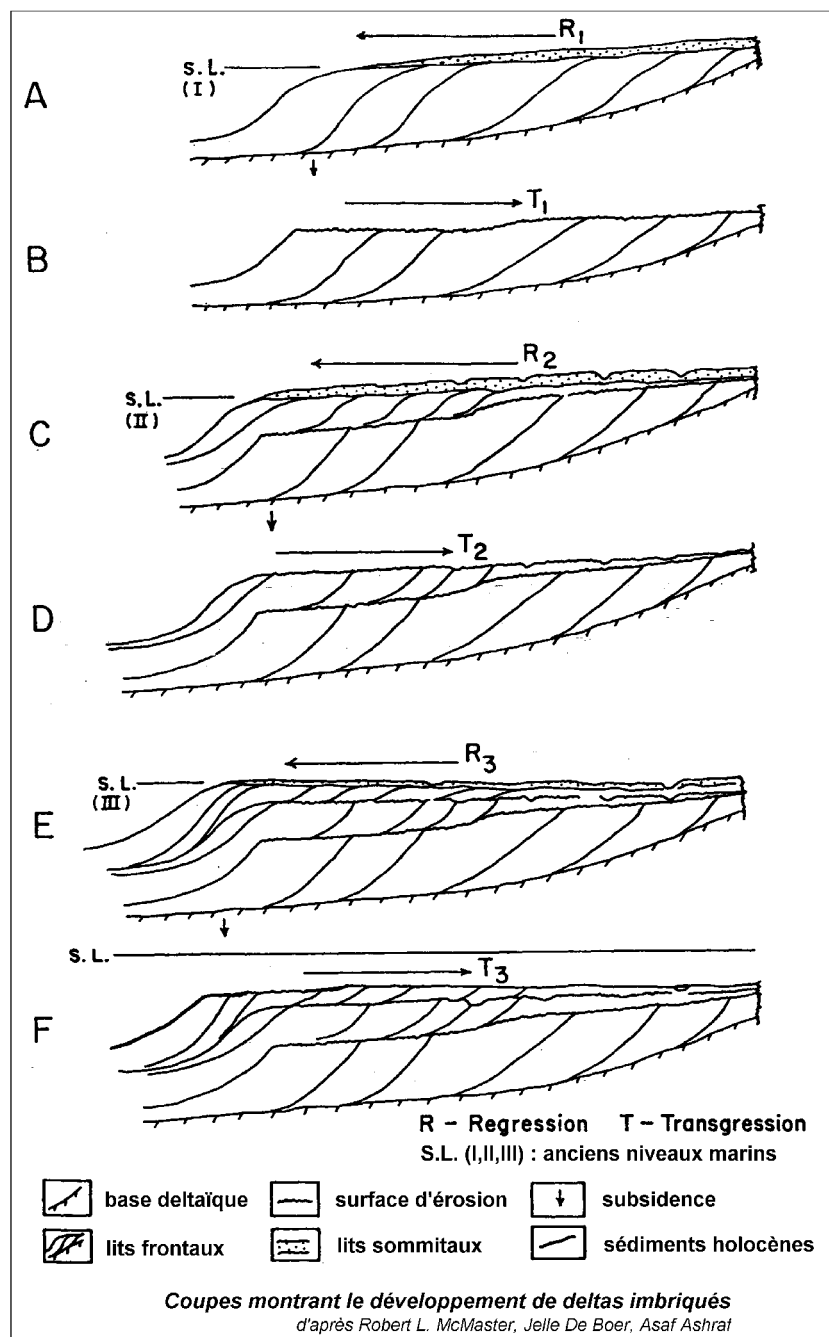 R1
S.L.
(I)
A
T1
B
R2
S.L.
(II)
C
T2
D
R3
S.L.
(III)
E
S.L.
T3
F
R - Regression T - Transgression
S.L. (I,II,III) : anciens niveaux marins
base deltaïque surface d'érosion subsidence
lits frontaux lits sommitaux sédiments holocènes
Coupes montrant le développement de deltas imbriqués
d'après Robert L. McMaster, Jelle De Boer, Asaf Ashraf